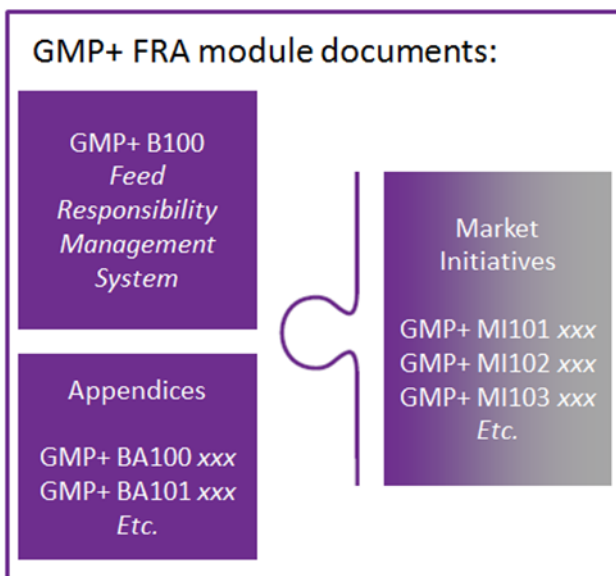 GMP+ FRA module documents:
GMP+ B100
Feed
Responsibility
Management
System
Appendices
GMP+ BA100 xxx
GMP+ BA101 xxx
Etc.
Market
Initiatives
GMP+ MI101 xxx
GMP+ MI102 xxx
GMP+ MI103 xxx
Etc.